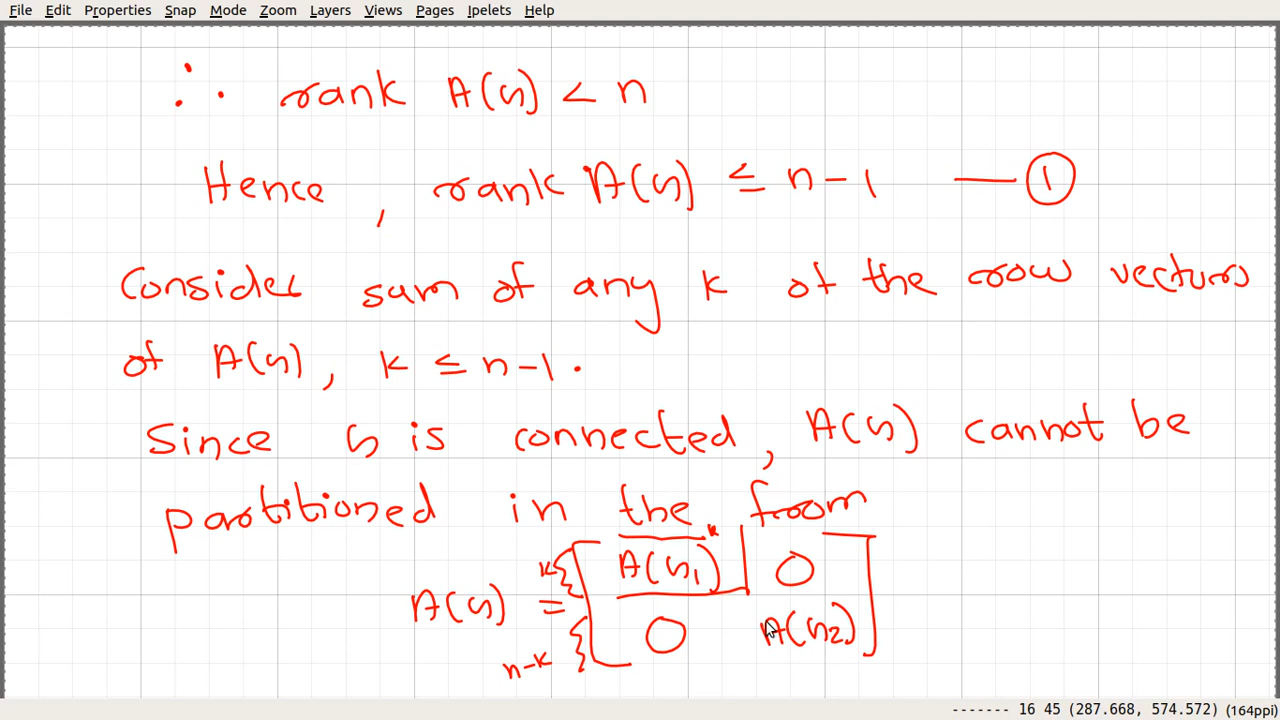 File Edit Properties Snap Mode Zoom Layers Views Pages Ipelets Help
∴ rank A(G) < n
Hence, rank A(G) ≤ n-1 — ①
Consider sum of any k of the row vectors
of A(G), k ≤ n-1.
Since G is connected, A(G) cannot be
partitioned in the form
k
k A(G1) 0
A(G) =
n-k 0 A(G2)
------- 16 45 (287.668, 574.572) (164ppi)